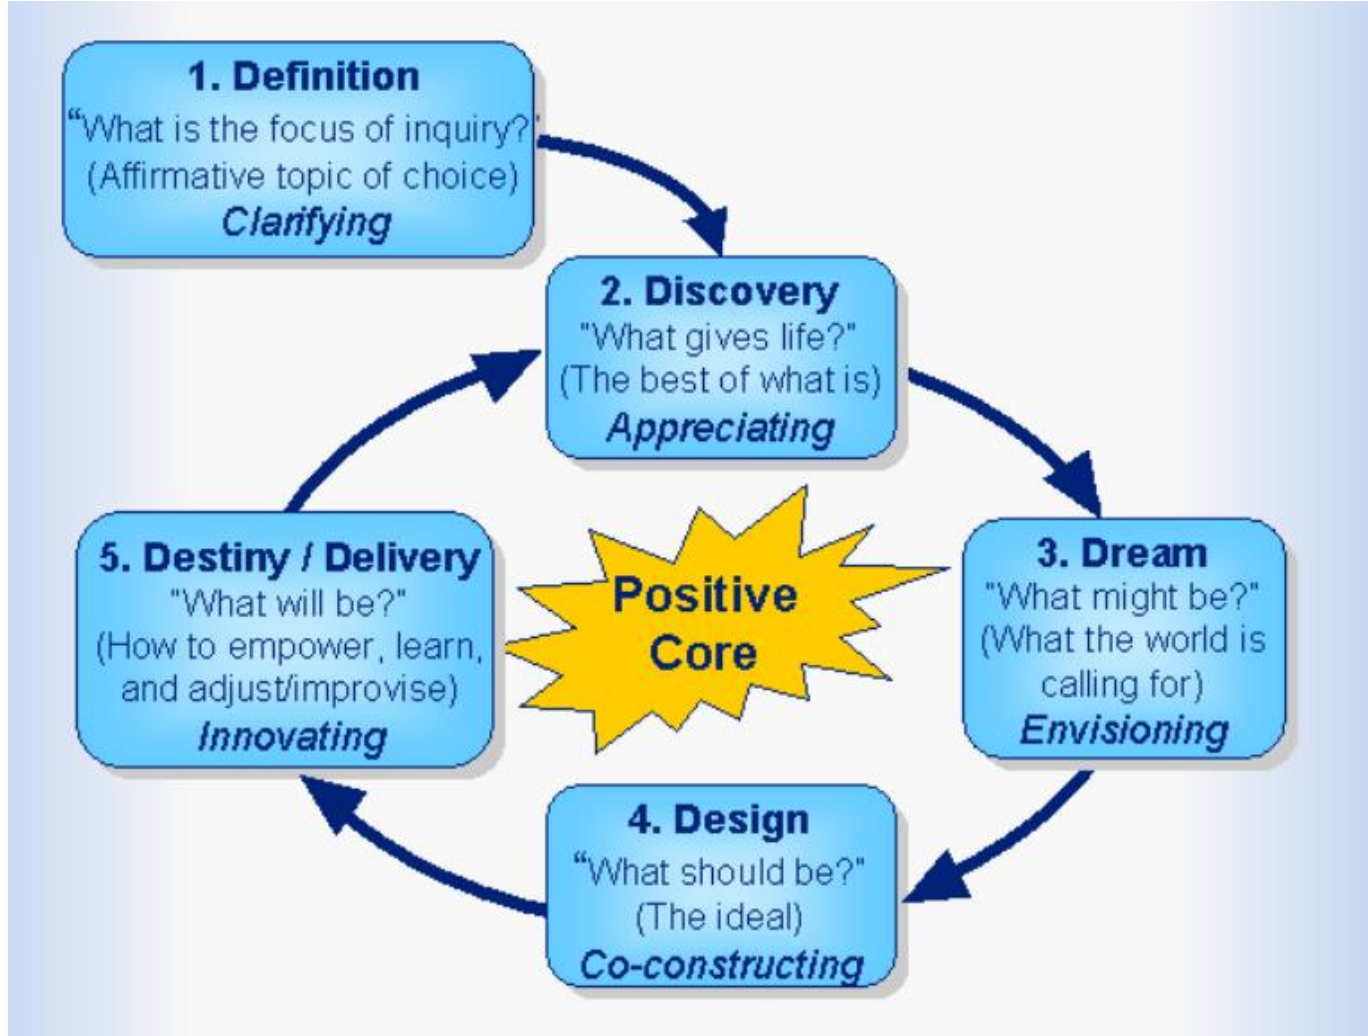 1. Definition
“What is the focus of inquiry?"
(Affirmative topic of choice)
Clarifying
2. Discovery
"What gives life?"
(The best of what is)
Appreciating
3. Dream
"What might be?"
(What the world is
calling for)
Envisioning
4. Design
“What should be?"
(The ideal)
Co-constructing
5. Destiny / Delivery
"What will be?"
(How to empower, learn,
and adjust/improvise)
Innovating
Positive
Core